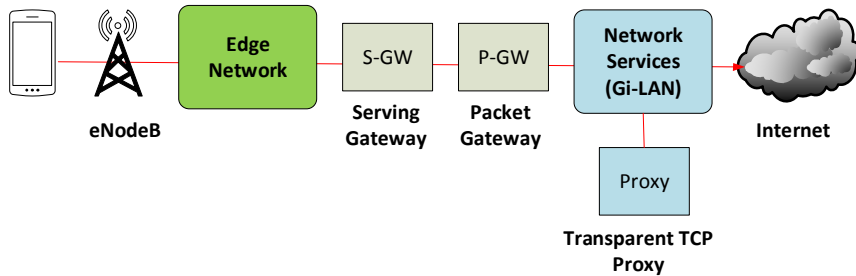 Edge
Network
S-GW
P-GW
Network
Services
(Gi-LAN)
eNodeB
Serving
Gateway
Packet
Gateway
Internet
Proxy
Transparent TCP
Proxy